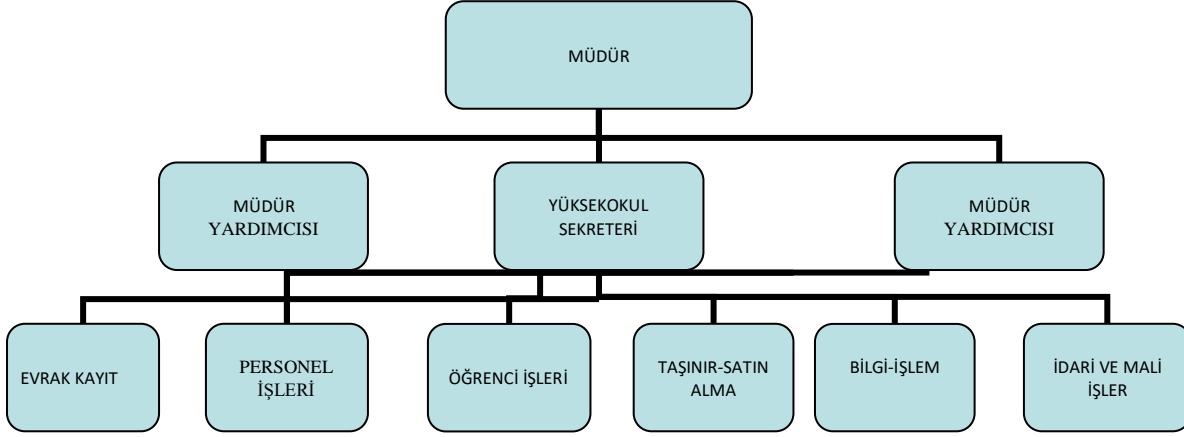 MÜDÜR
MÜDÜR
YARDIMCISI
YÜKSEKOKUL
SEKRETERİ
MÜDÜR
YARDIMCISI
EVRAK KAYIT
PERSONEL
İŞLERİ
ÖĞRENCİ İŞLERİ
TAŞINIR-SATIN
ALMA
BİLGİ-İŞLEM
İDARİ VE MALİ
İŞLER